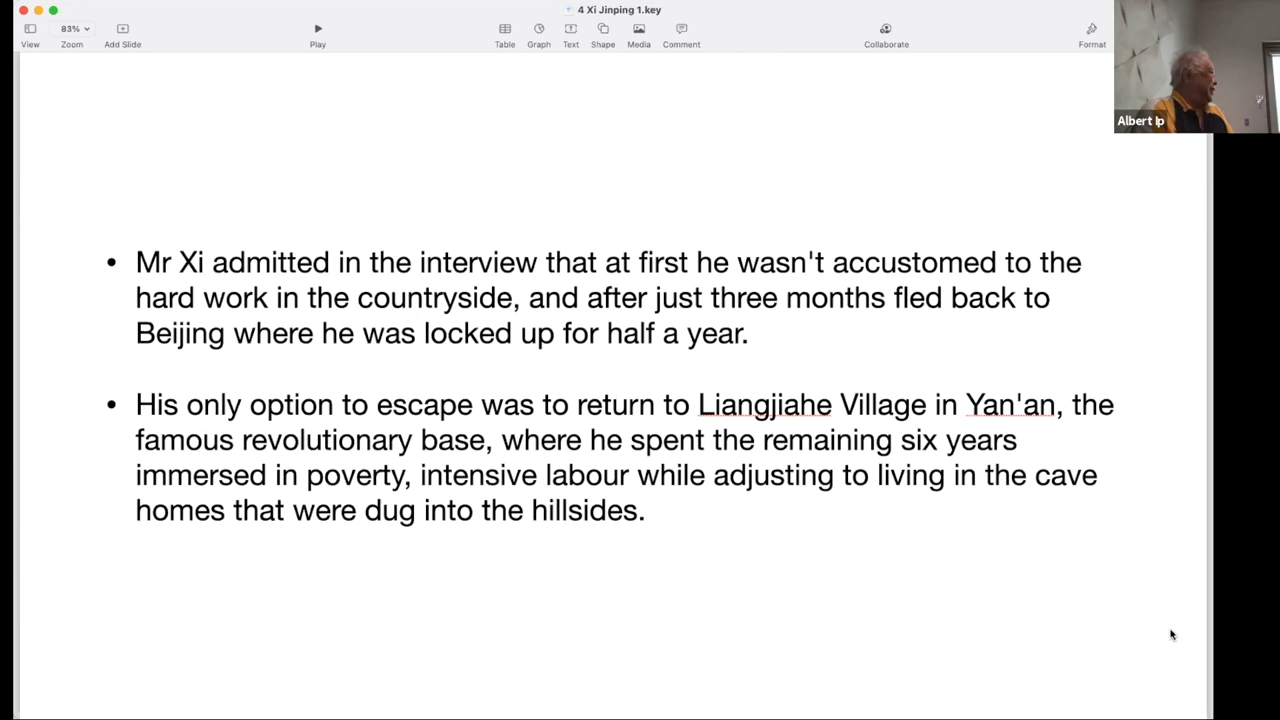 4 Xi Jinping 1.key
83%
View
Zoom
Add Slide
Play
Table
Graph
Text
Shape
Media
Comment
Collaborate
Format
Albert Ip
• Mr Xi admitted in the interview that at first he wasn't accustomed to the
hard work in the countryside, and after just three months fled back to
Beijing where he was locked up for half a year.
• His only option to escape was to return to Liangjiahe Village in Yan'an, the
famous revolutionary base, where he spent the remaining six years
immersed in poverty, intensive labour while adjusting to living in the cave
homes that were dug into the hillsides.